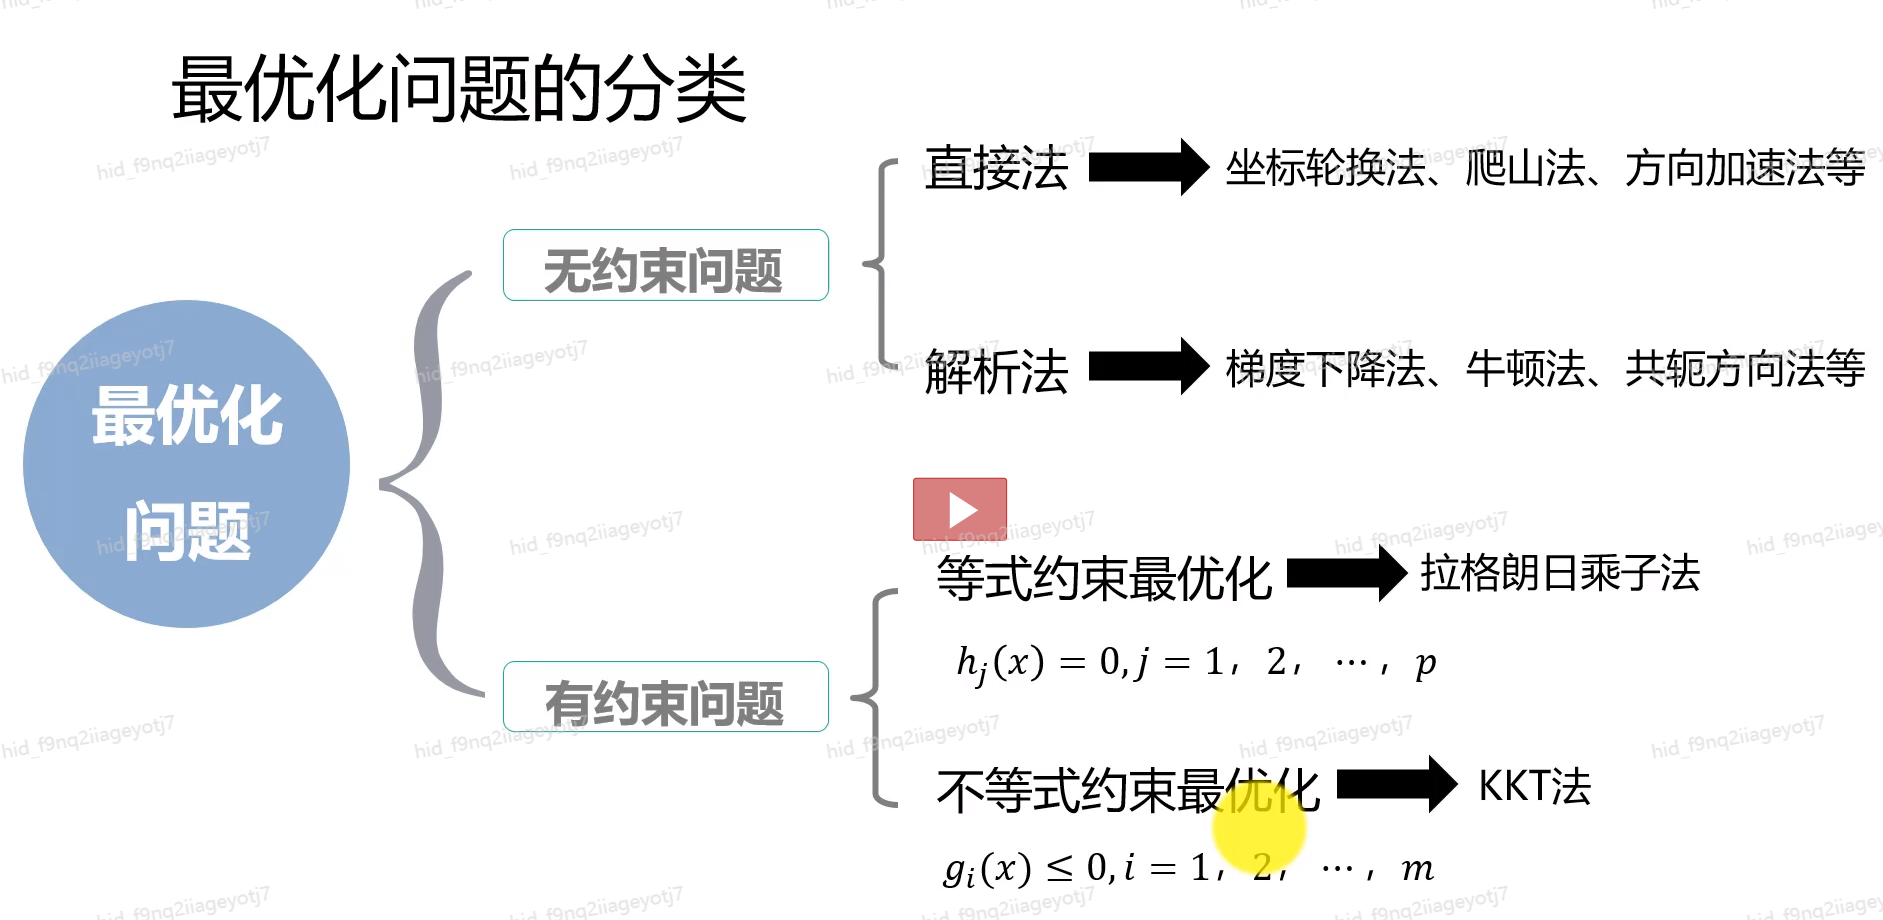 最优化问题的分类
直接法
坐标轮换法、爬山法、方向加速法等
无约束问题
解析法
梯度下降法、牛顿法、共轭方向法等
最优化
问题
等式约束最优化
拉格朗日乘子法
h_j(x) = 0, j = 1，2，⋯，p
有约束问题
不等式约束最优化
KKT法
g_i(x) ≤ 0, i = 1，2，⋯，m
hid_f9nq2iiageyotj7